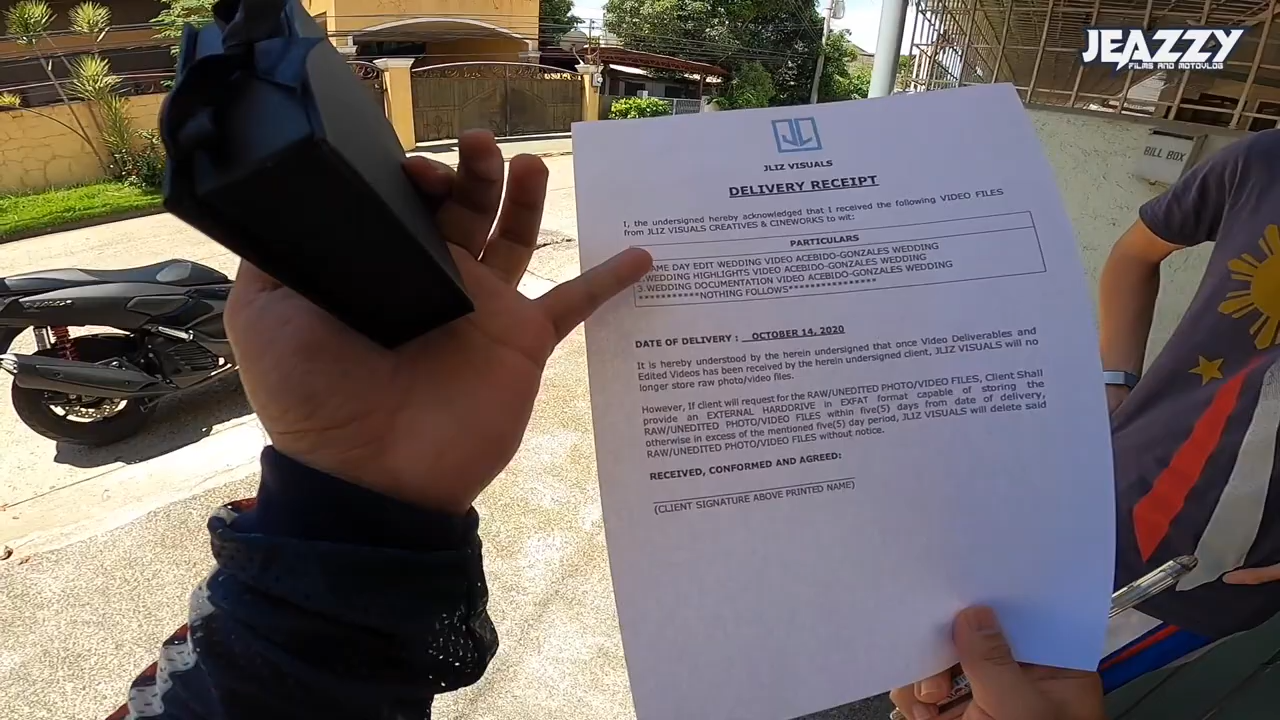 JEAZZY
FILMS AND MOTOVLOG
BILL BOX
JL
JLIZ VISUALS
DELIVERY RECEIPT
I, the undersigned hereby acknowledged that I received the following VIDEO FILES
from JLIZ VISUALS CREATIVES & CINEWORKS to wit:
PARTICULARS
AME DAY EDIT WEDDING VIDEO ACEBIDO-GONZALES WEDDING
WEDDING HIGHLIGHTS VIDEO ACEBIDO-GONZALES WEDDING
3.WEDDING DOCUMENTATION VIDEO ACEBIDO-GONZALES WEDDING
**********NOTHING FOLLOWS**************
DATE OF DELIVERY : OCTOBER 14, 2020
It is hereby understood by the herein undersigned that once Video Deliverables and
Edited Videos has been received by the herein undersigned client, JLIZ VISUALS will no
longer store raw photo/video files.
However, If client will request for the RAW/UNEDITED PHOTO/VIDEO FILES, Client Shall
provide an EXTERNAL HARDDRIVE in EXFAT format capable of storing the
RAW/UNEDITED PHOTO/VIDEO FILES within five(5) days from date of delivery,
otherwise in excess of the mentioned five(5) day period, JLIZ VISUALS will delete said
RAW/UNEDITED PHOTO/VIDEO FILES without notice.
RECEIVED, CONFORMED AND AGREED:
(CLIENT SIGNATURE ABOVE PRINTED NAME)